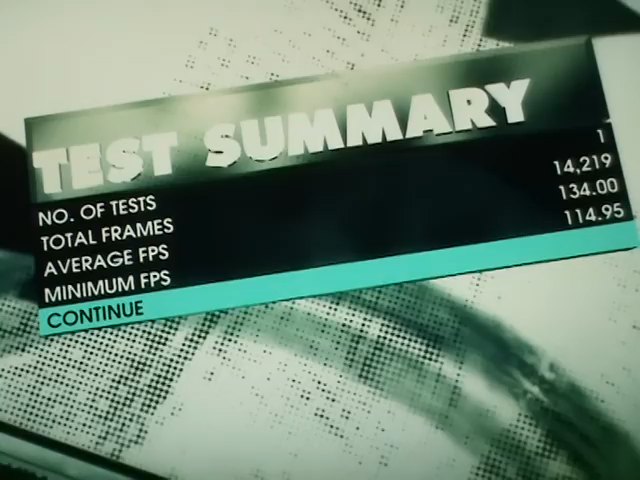 TEST SUMMARY
NO. OF TESTS 1
TOTAL FRAMES 14,219
AVERAGE FPS 134.00
MINIMUM FPS 114.95
CONTINUE